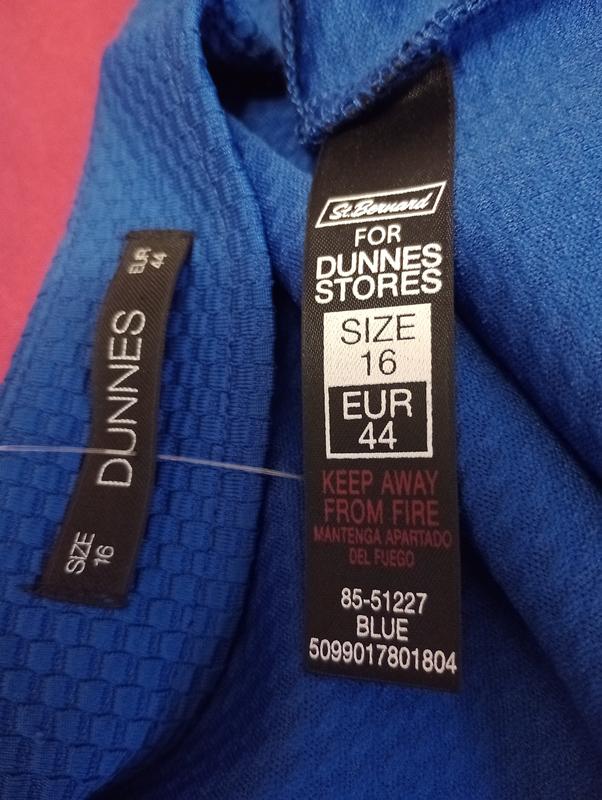 EUR
44
DUNNES
SIZE
16
St.Bernard
FOR
DUNNES
STORES
SIZE
16
EUR
44
KEEP AWAY
FROM FIRE
MANTENGA APARTADO
DEL FUEGO
85-51227
BLUE
5099017801804